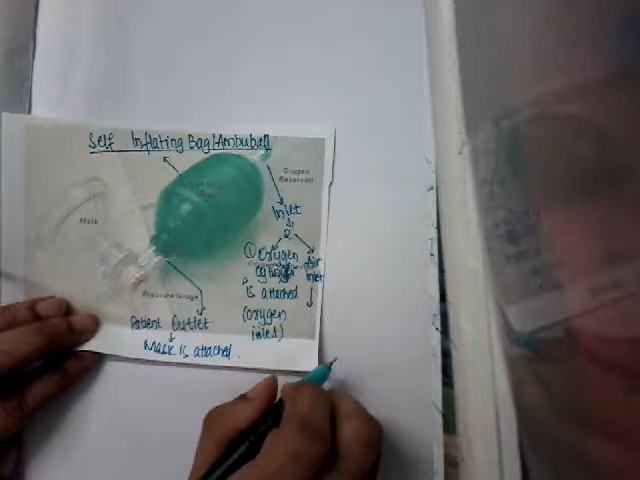 Self Inflating Bag/Ambubag
Oxygen
Reservoir
Mask
Inlet
2
① Oxygen
cylinder
is attached
(oxygen
inlet)
Air
Inlet
Pressure Gauge
Patient Outlet
Mask is attached.